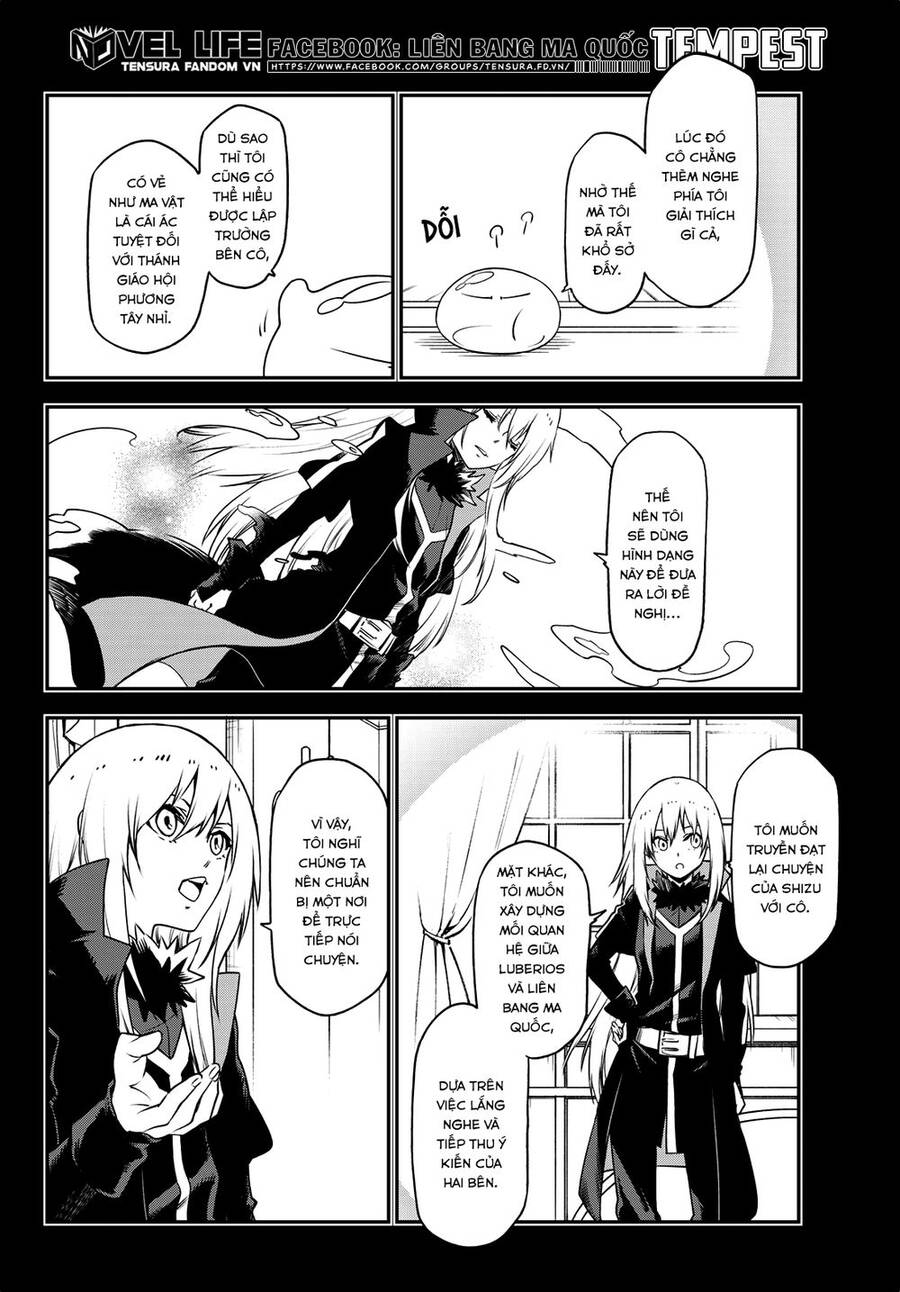 NOVEL LIFE
TENSURA FANDOM VN
FACEBOOK: LIÊN BANG MA QUỐC
HTTPS://WWW.FACEBOOK.COM/GROUPS/TENSURA.FD.VN/
TEMPEST
LÚC ĐÓ
CÔ CHẲNG
THÈM NGHE
PHÍA TÔI
GIẢI THÍCH
GÌ CẢ,
NHỜ THẾ
MÀ TÔI
ĐÃ RẤT
KHỔ SỞ
ĐẤY.
DỖI
DÙ SAO
THÌ TÔI
CŨNG CÓ
THỂ HIỂU
ĐƯỢC LẬP
TRƯỜNG
BÊN CÔ,
CÓ VẺ
NHƯ MA VẬT
LÀ CÁI ÁC
TUYỆT ĐỐI
VỚI THÁNH
GIÁO HỘI
PHƯƠNG
TÂY NHỈ.
THẾ
NÊN TÔI
SẼ DÙNG
HÌNH DẠNG
NÀY ĐỂ ĐƯA
RA LỜI ĐỀ
NGHỊ...
TÔI MUỐN
TRUYỀN ĐẠT
LẠI CHUYỆN
CỦA SHIZU
VỚI CÔ.
MẶT KHÁC,
TÔI MUỐN
XÂY DỰNG
MỐI QUAN
HỆ GIỮA
LUBERIOS
VÀ LIÊN
BANG MA
QUỐC,
DỰA TRÊN
VIỆC LẮNG
NGHE VÀ
TIẾP THU Ý
KIẾN CỦA
HAI BÊN.
VÌ VẬY,
TÔI NGHĨ
CHÚNG TA
NÊN CHUẨN
BỊ MỘT NƠI
ĐỂ TRỰC
TIẾP NÓI
CHUYỆN.